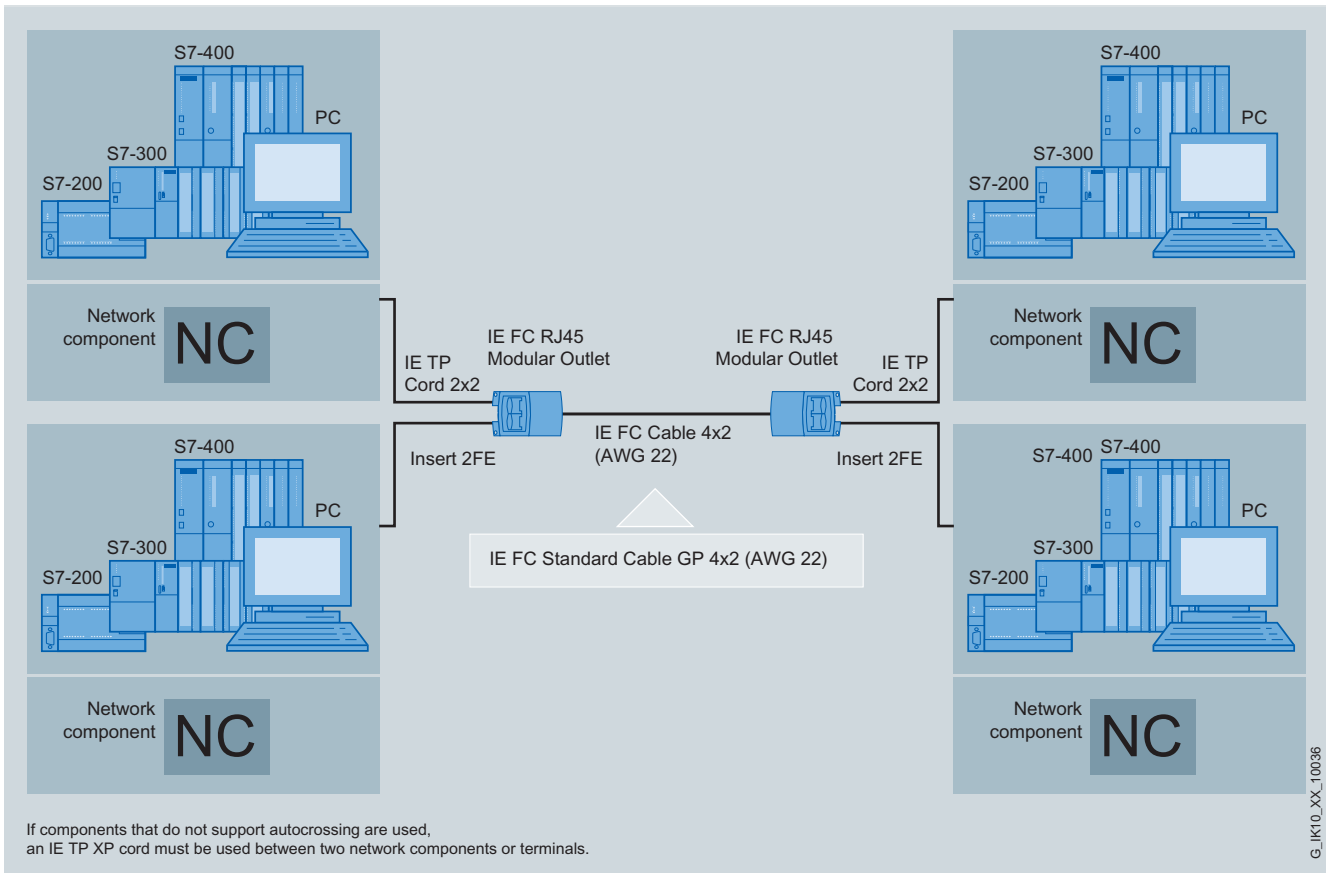 S7-400
PC
S7-300
S7-200
Network
component
NC
S7-400
PC
S7-300
S7-200
Network
component
NC
IE TP
Cord 2x2
IE FC RJ45
Modular Outlet
IE FC RJ45
Modular Outlet
IE TP
Cord 2x2
Insert 2FE
IE FC Cable 4x2
(AWG 22)
Insert 2FE
IE FC Standard Cable GP 4x2 (AWG 22)
S7-400
PC
S7-300
S7-200
Network
component
NC
S7-400 S7-400
PC
S7-300
S7-200
Network
component
NC
If components that do not support autocrossing are used,
an IE TP XP cord must be used between two network components or terminals.
G_IK10_XX_10036